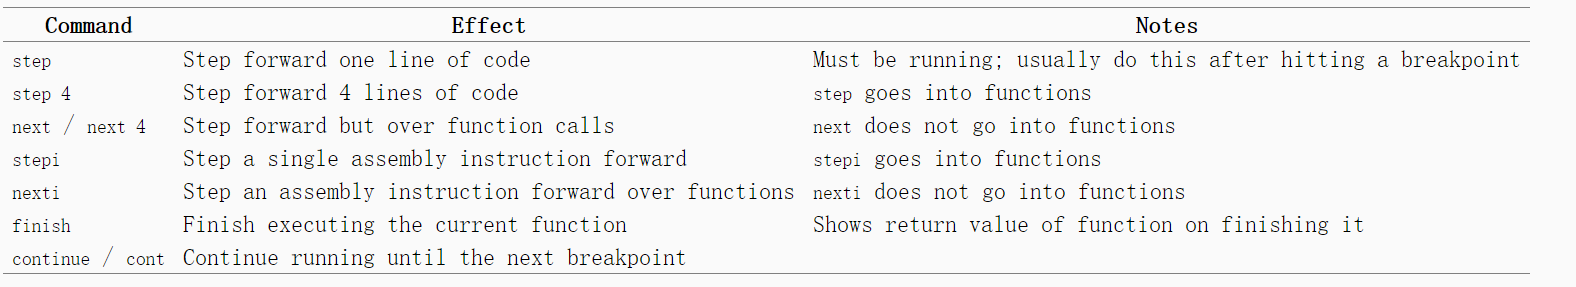 Command Effect Notes
step Step forward one line of code Must be running; usually do this after hitting a breakpoint
step 4 Step forward 4 lines of code step goes into functions
next / next 4 Step forward but over function calls next does not go into functions
stepi Step a single assembly instruction forward stepi goes into functions
nexti Step an assembly instruction forward over functions nexti does not go into functions
finish Finish executing the current function Shows return value of function on finishing it
continue / cont Continue running until the next breakpoint